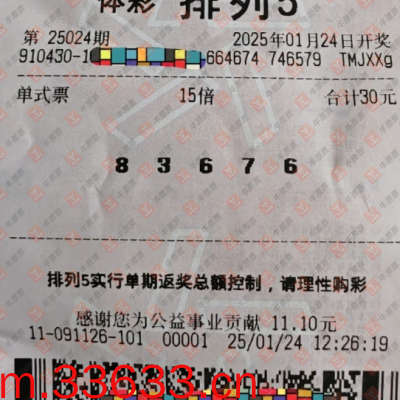 体彩 排列5
第 25024期 2025年01月24日开奖
910430-1 664674 746579 TMJXXg
单式票 15倍 合计30元
8 3 6 7 6
排列5实行单期返奖总额控制，请理性购彩
感谢您为公益事业贡献 11.10元
11-091126-101 00001 25/01/24 12:26:19
m.33633.cn